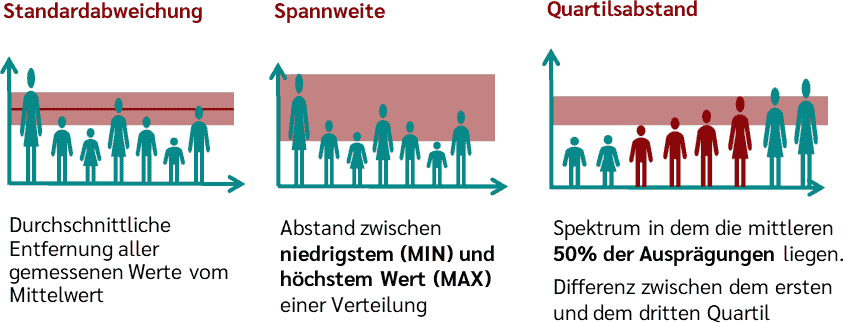 Standardabweichung
Durchschnittliche
Entfernung aller
gemessenen Werte vom
Mittelwert
Spannweite
Abstand zwischen
niedrigstem (MIN) und
höchstem Wert (MAX)
einer Verteilung
Quartilsabstand
Spektrum in dem die mittleren
50% der Ausprägungen liegen.
Differenz zwischen dem ersten
und dem dritten Quartil